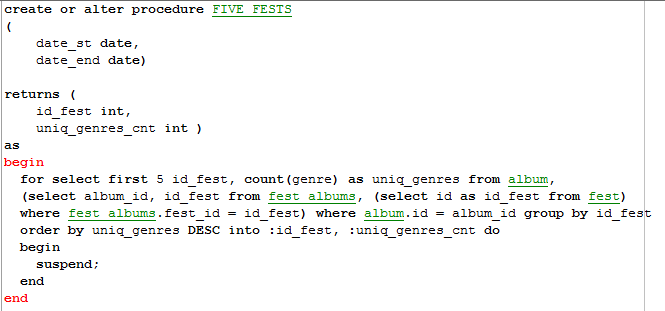 create or alter procedure FIVE_FESTS
(
    date_st date,
    date_end date)

returns (
    id_fest int,
    uniq_genres_cnt int )
as
begin
  for select first 5 id_fest, count(genre) as uniq_genres from album,
  (select album_id, id_fest from fest_albums, (select id as id_fest from fest)
  where fest_albums.fest_id = id_fest) where album.id = album_id group by id_fest
  order by uniq_genres DESC into :id_fest, :uniq_genres_cnt do
  begin
    suspend;
  end
end